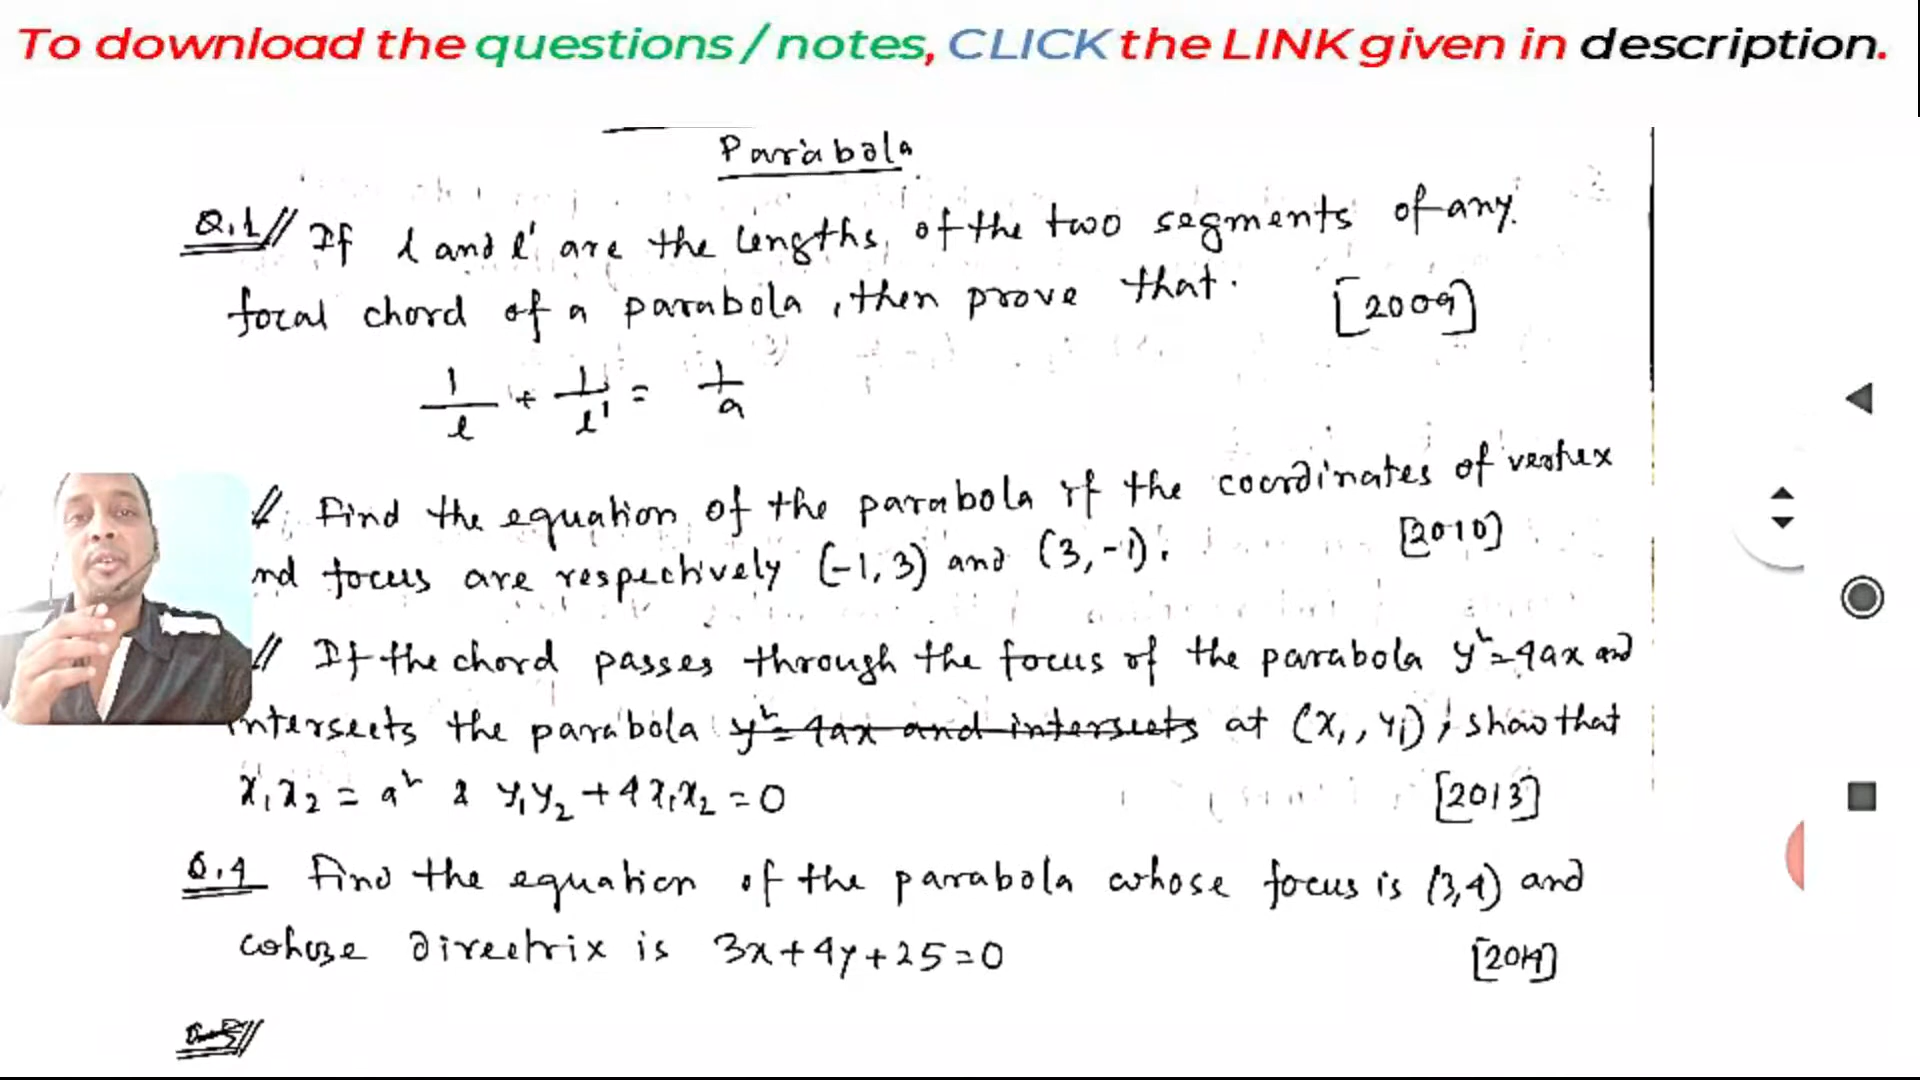 To download the questions / notes, CLICK the LINK given in description.
Parabola
Q.1// If l and l' are the lengths of the two segments of any
focal chord of a parabola, then prove that. [2009]
1/l + 1/l' = 1/a
// Find the equation of the parabola if the coordinates of vertex
nd focus are respectively (-1,3) and (3,-1). [2010]
// If the chord passes through the focus of the parabola y²=4ax and
intersects the parabola y²=4ax and intersects at (x₁, y₁), show that
x₁x₂ = a² & y₁y₂ + 4x₁x₂ = 0 [2013]
Q.4 Find the equation of the parabola whose focus is (3,4) and
whose directrix is 3x+4y+25=0